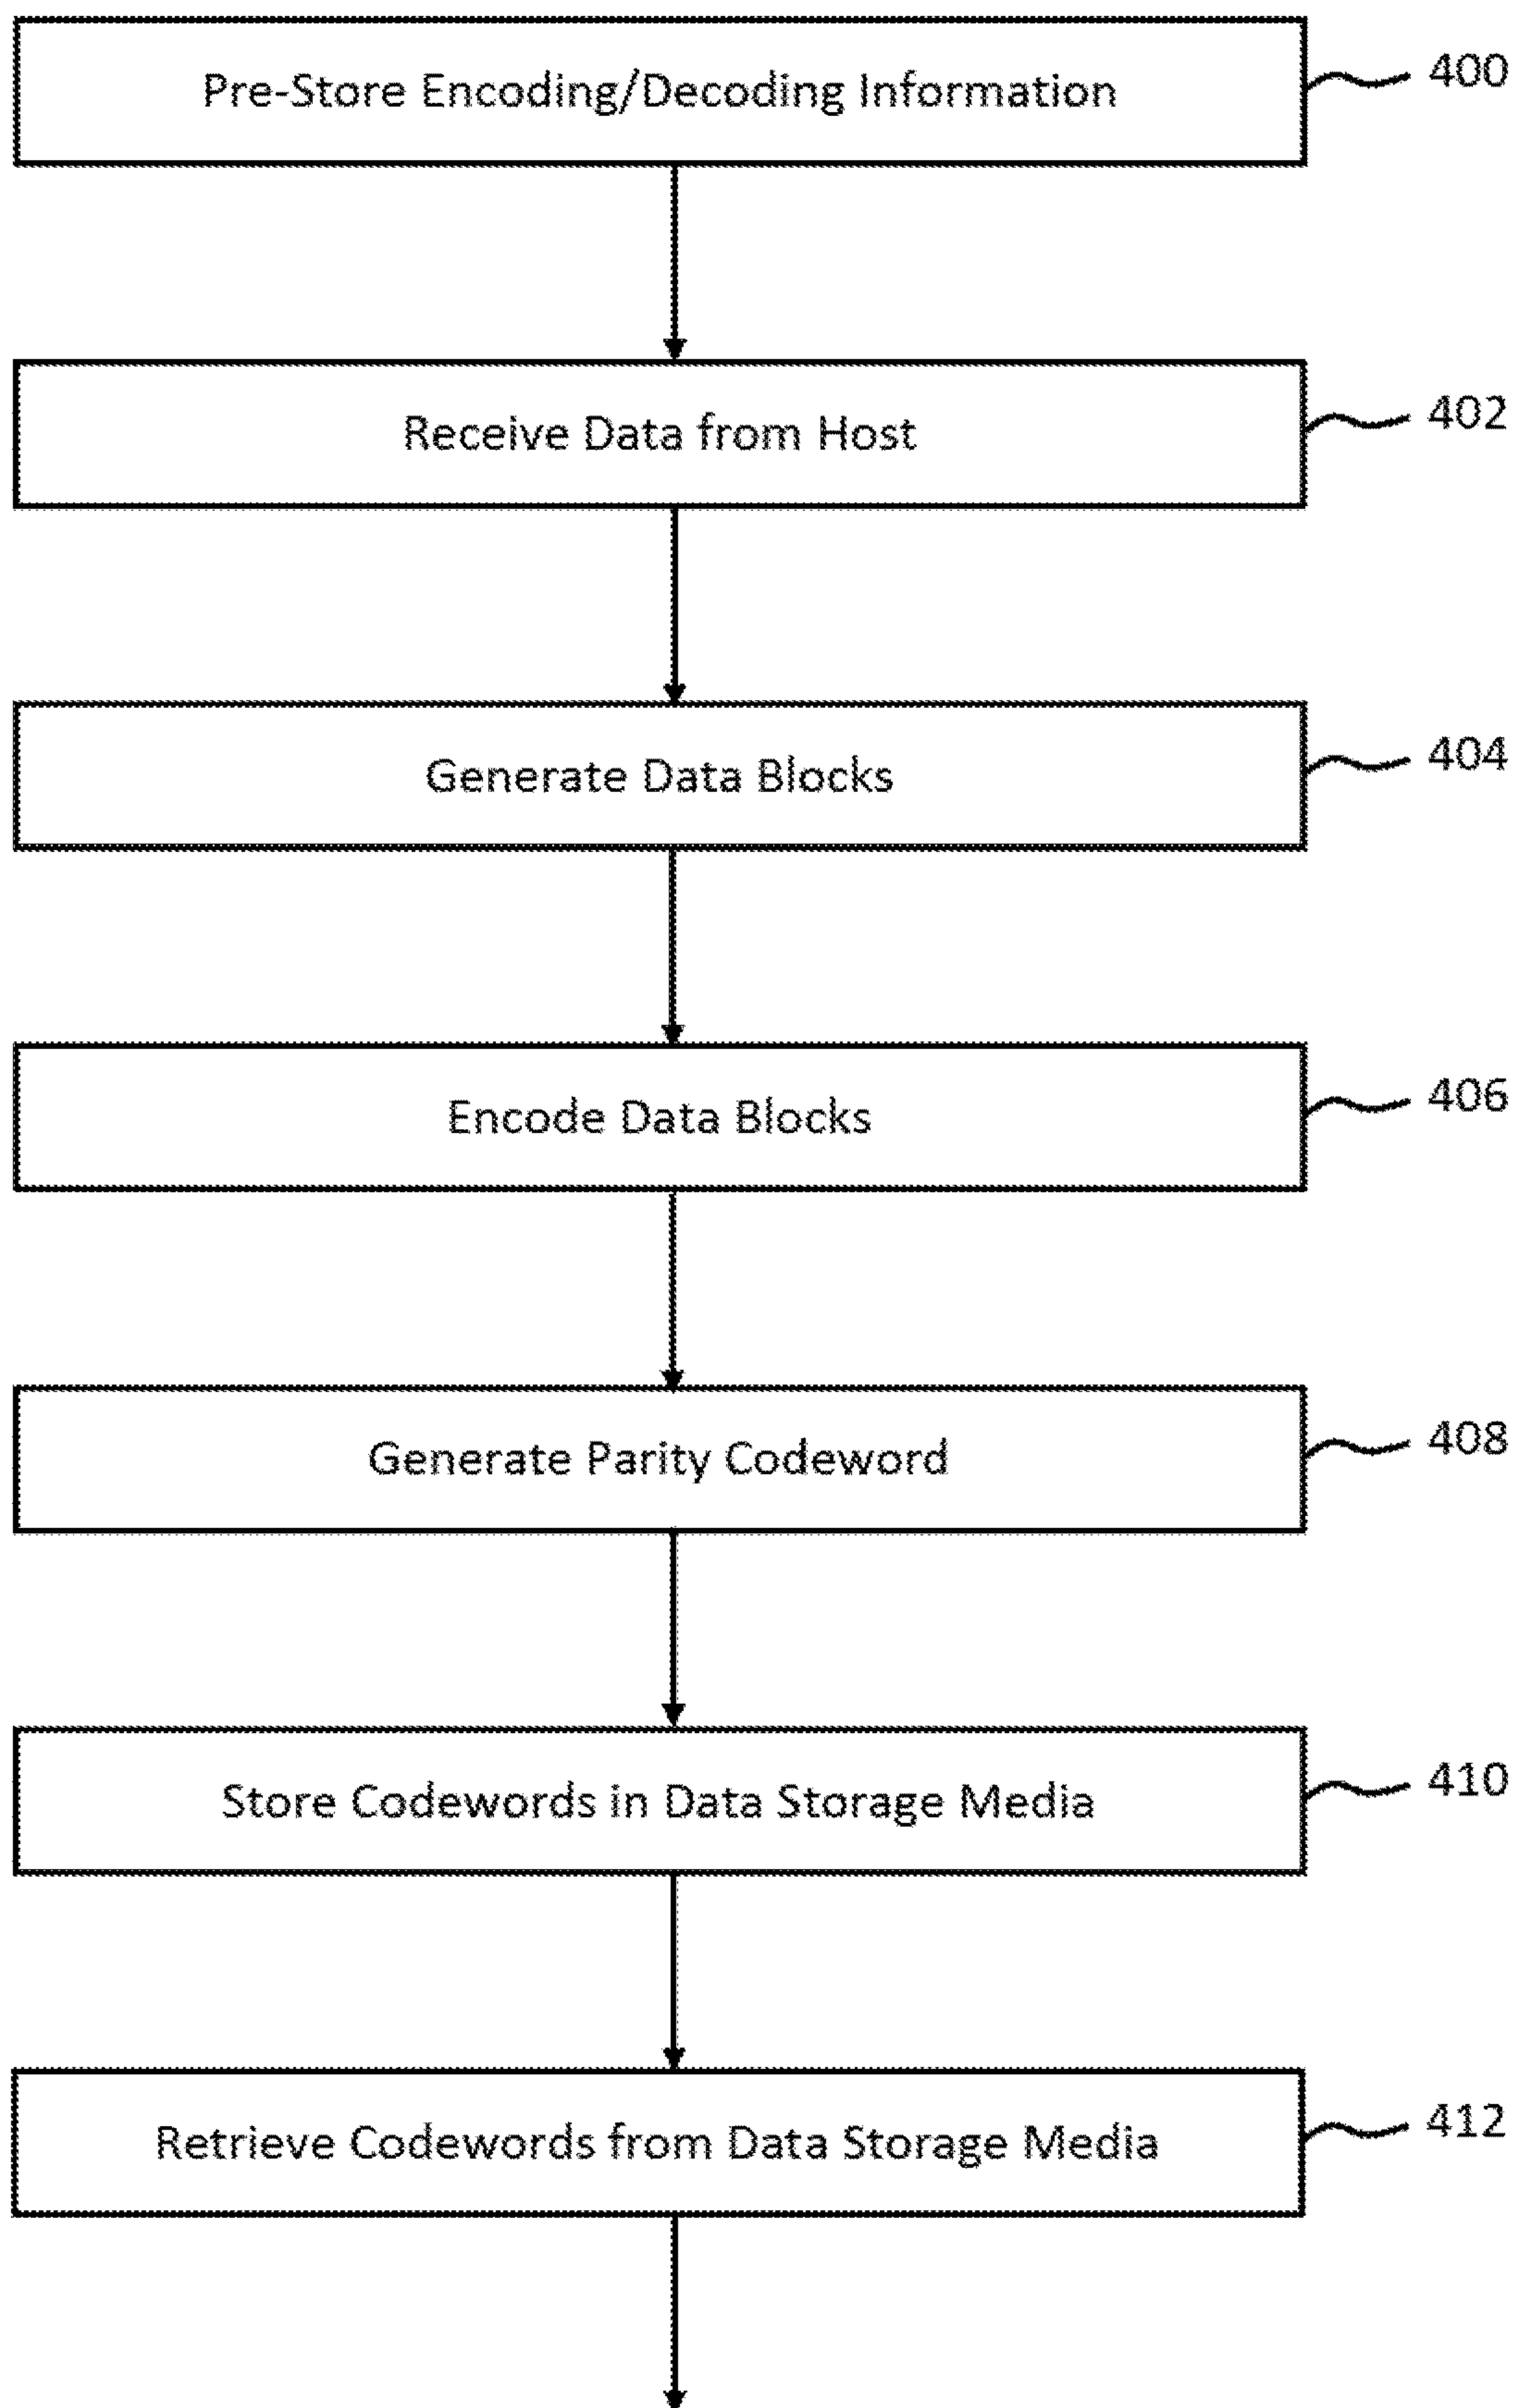 Pre-Store Encoding/Decoding Information
400
Receive Data from Host
402
Generate Data Blocks
404
Encode Data Blocks
406
Generate Parity Codeword
408
Store Codewords in Data Storage Media
410
Retrieve Codewords from Data Storage Media
412